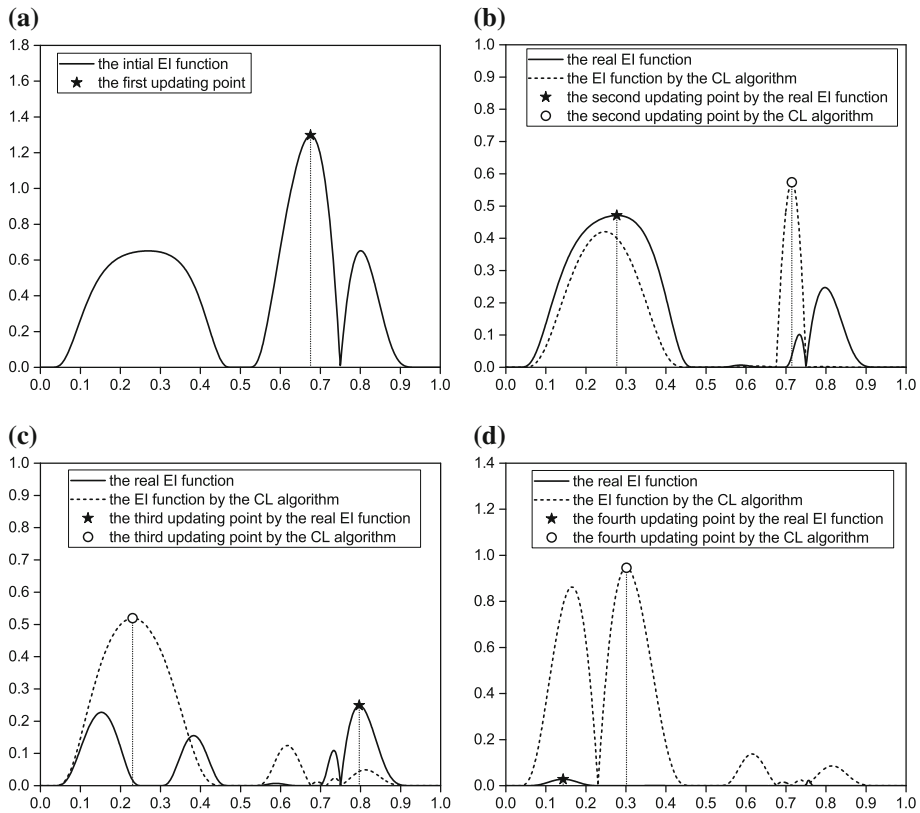 (a)
1.8
1.6
1.4
1.2
1.0
0.8
0.6
0.4
0.2
0.0
the intial EI function
the first updating point
0.0 0.1 0.2 0.3 0.4 0.5 0.6 0.7 0.8 0.9 1.0
(b)
1.0
0.9
0.8
0.7
0.6
0.5
0.4
0.3
0.2
0.1
0.0
the real EI function
the EI function by the CL algorithm
the second updating point by the real EI function
the second updating point by the CL algorithm
0.0 0.1 0.2 0.3 0.4 0.5 0.6 0.7 0.8 0.9 1.0
(c)
1.0
0.9
0.8
0.7
0.6
0.5
0.4
0.3
0.2
0.1
0.0
the real EI function
the EI function by the CL algorithm
the third updating point by the real EI function
the third updating point by the CL algorithm
0.0 0.1 0.2 0.3 0.4 0.5 0.6 0.7 0.8 0.9 1.0
(d)
1.4
1.2
1.0
0.8
0.6
0.4
0.2
0.0
the real EI function
the EI function by the CL algorithm
the fourth updating point by the real EI function
the fourth updating point by the CL algorithm
0.0 0.1 0.2 0.3 0.4 0.5 0.6 0.7 0.8 0.9 1.0